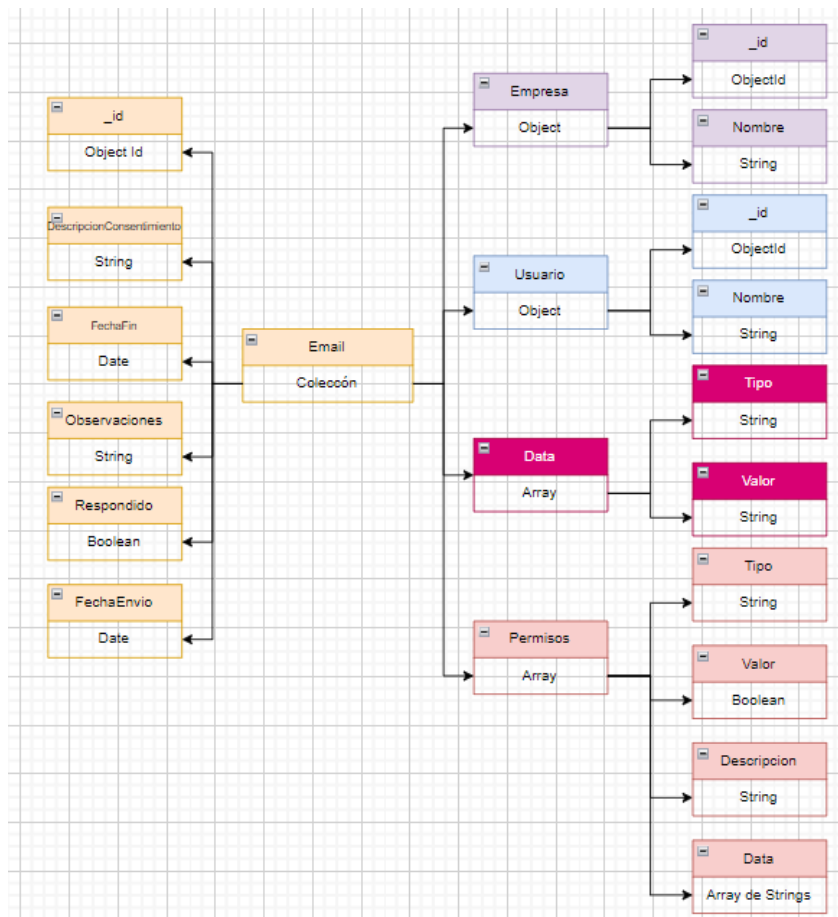 _id
Object Id
DescripcionConsentimiento
String
FechaFin
Date
Observaciones
String
Respondido
Boolean
FechaEnvio
Date
Email
Coleccón
Empresa
Object
Usuario
Object
Data
Array
Permisos
Array
_id
ObjectId
Nombre
String
_id
ObjectId
Nombre
String
Tipo
String
Valor
String
Tipo
String
Valor
Boolean
Descripcion
String
Data
Array de Strings